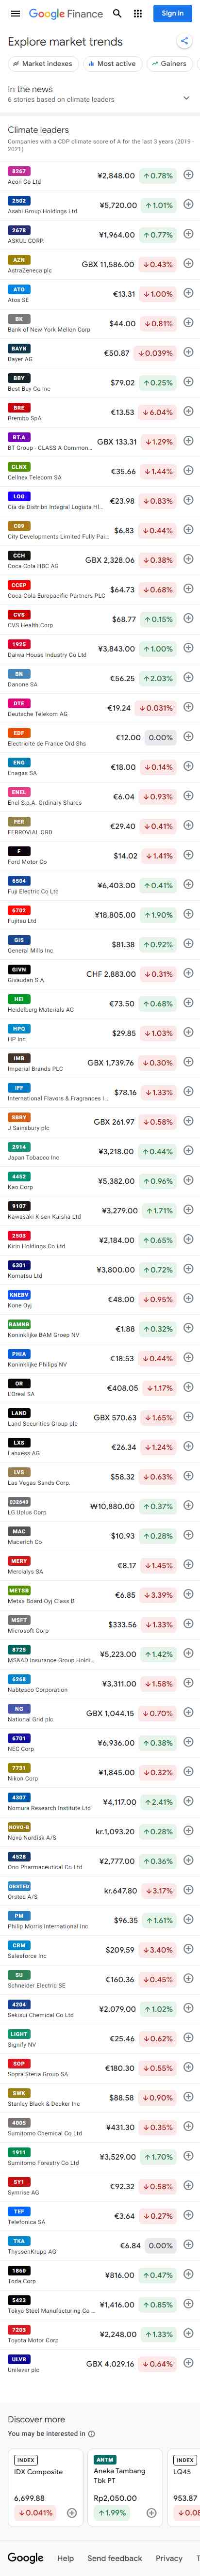 Google Finance
Sign in
Explore market trends
Market indexes
Most active
Gainers
In the news
6 stories based on climate leaders
Climate leaders
Companies with a CDP climate score of A for the last 3 years (2019 - 2021)
8267
Aeon Co Ltd
¥2,848.00
0.78%
2502
Asahi Group Holdings Ltd
¥5,720.00
1.01%
2678
ASKUL CORP.
¥1,964.00
0.77%
AZN
AstraZeneca plc
GBX 11,586.00
0.43%
ATO
Atos SE
€13.31
1.00%
BK
Bank of New York Mellon Corp
$44.00
0.81%
BAYN
Bayer AG
€50.87
0.039%
BBY
Best Buy Co Inc
$79.02
0.25%
BRE
Brembo SpA
€13.53
6.04%
BT.A
BT Group - CLASS A Common...
GBX 133.31
1.29%
CLNX
Cellnex Telecom SA
€35.66
1.44%
LOG
Cia de Distribn Integral Logista Hl...
€23.98
0.83%
C09
City Developments Limited Fully Pai...
$6.83
0.44%
CCH
Coca Cola HBC AG
GBX 2,328.06
0.38%
CCEP
Coca-Cola Europacific Partners PLC
$64.73
0.68%
CVS
CVS Health Corp
$68.77
0.15%
1925
Daiwa House Industry Co Ltd
¥3,843.00
1.00%
BN
Danone SA
€56.25
2.03%
DTE
Deutsche Telekom AG
€19.24
0.031%
EDF
Electricite de France Ord Shs
€12.00
0.00%
ENG
Enagas SA
€18.00
0.14%
ENEL
Enel S.p.A. Ordinary Shares
€6.04
0.93%
FER
FERROVIAL ORD
€29.40
0.41%
F
Ford Motor Co
$14.02
1.41%
6504
Fuji Electric Co Ltd
¥6,403.00
0.41%
6702
Fujitsu Ltd
¥18,805.00
1.90%
GIS
General Mills Inc
$81.38
0.92%
GIVN
Givaudan S.A.
CHF 2,883.00
0.31%
HEI
Heidelberg Materials AG
€73.50
0.68%
HPQ
HP Inc
$29.85
1.03%
IMB
Imperial Brands PLC
GBX 1,739.76
0.30%
IFF
International Flavors & Fragrances I...
$78.16
1.33%
SBRY
J Sainsbury plc
GBX 261.97
0.58%
2914
Japan Tobacco Inc
¥3,218.00
0.44%
4452
Kao Corp
¥5,382.00
0.96%
9107
Kawasaki Kisen Kaisha Ltd
¥3,279.00
1.71%
2503
Kirin Holdings Co Ltd
¥2,184.00
0.65%
6301
Komatsu Ltd
¥3,800.00
0.72%
KNEBV
Kone Oyj
€48.00
0.95%
BAMNB
Koninklijke BAM Groep NV
€1.88
0.32%
PHIA
Koninklijke Philips NV
€18.53
0.44%
OR
L'Oreal SA
€408.05
1.17%
LAND
Land Securities Group plc
GBX 570.63
1.65%
LXS
Lanxess AG
€26.34
1.24%
LVS
Las Vegas Sands Corp.
$58.32
0.63%
032640
LG Uplus Corp
₩10,880.00
0.37%
MAC
Macerich Co
$10.93
0.28%
MERY
Mercialys SA
€8.17
1.45%
METSB
Metsa Board Oyj Class B
€6.85
3.39%
MSFT
Microsoft Corp
$333.56
1.33%
8725
MS&AD Insurance Group Holdi...
¥5,223.00
1.42%
6268
Nabtesco Corporation
¥3,311.00
1.58%
NG
National Grid plc
GBX 1,044.15
0.70%
6701
NEC Corp
¥6,936.00
0.38%
7731
Nikon Corp
¥1,845.00
0.32%
4307
Nomura Research Institute Ltd
¥4,117.00
2.41%
NOVO-B
Novo Nordisk A/S
kr.1,093.20
0.28%
4528
Ono Pharmaceutical Co Ltd
¥2,777.00
0.36%
ORSTED
Orsted A/S
kr.647.80
3.17%
PM
Philip Morris International Inc.
$96.35
1.61%
CRM
Salesforce Inc
$209.59
3.40%
SU
Schneider Electric SE
€160.36
0.45%
4204
Sekisui Chemical Co Ltd
¥2,079.00
1.02%
LIGHT
Signify NV
€25.46
0.62%
SOP
Sopra Steria Group SA
€180.30
0.55%
SWK
Stanley Black & Decker Inc
$88.58
0.90%
4005
Sumitomo Chemical Co Ltd
¥431.30
0.35%
1911
Sumitomo Forestry Co Ltd
¥3,529.00
1.70%
SY1
Symrise AG
€92.32
0.58%
TEF
Telefonica SA
€3.64
0.27%
TKA
ThyssenKrupp AG
€6.84
0.00%
1860
Toda Corp
¥816.00
0.47%
5423
Tokyo Steel Manufacturing Co ...
¥1,416.00
0.85%
7203
Toyota Motor Corp
¥2,248.00
1.33%
ULVR
Unilever plc
GBX 4,029.16
0.64%
Discover more
You may be interested in
INDEX
IDX Composite
6,699.88
0.041%
ANTM
Aneka Tambang Tbk PT
Rp2,050.00
1.99%
INDEX
LQ45
953.87
0.08
Google
Help
Send feedback
Privacy
T